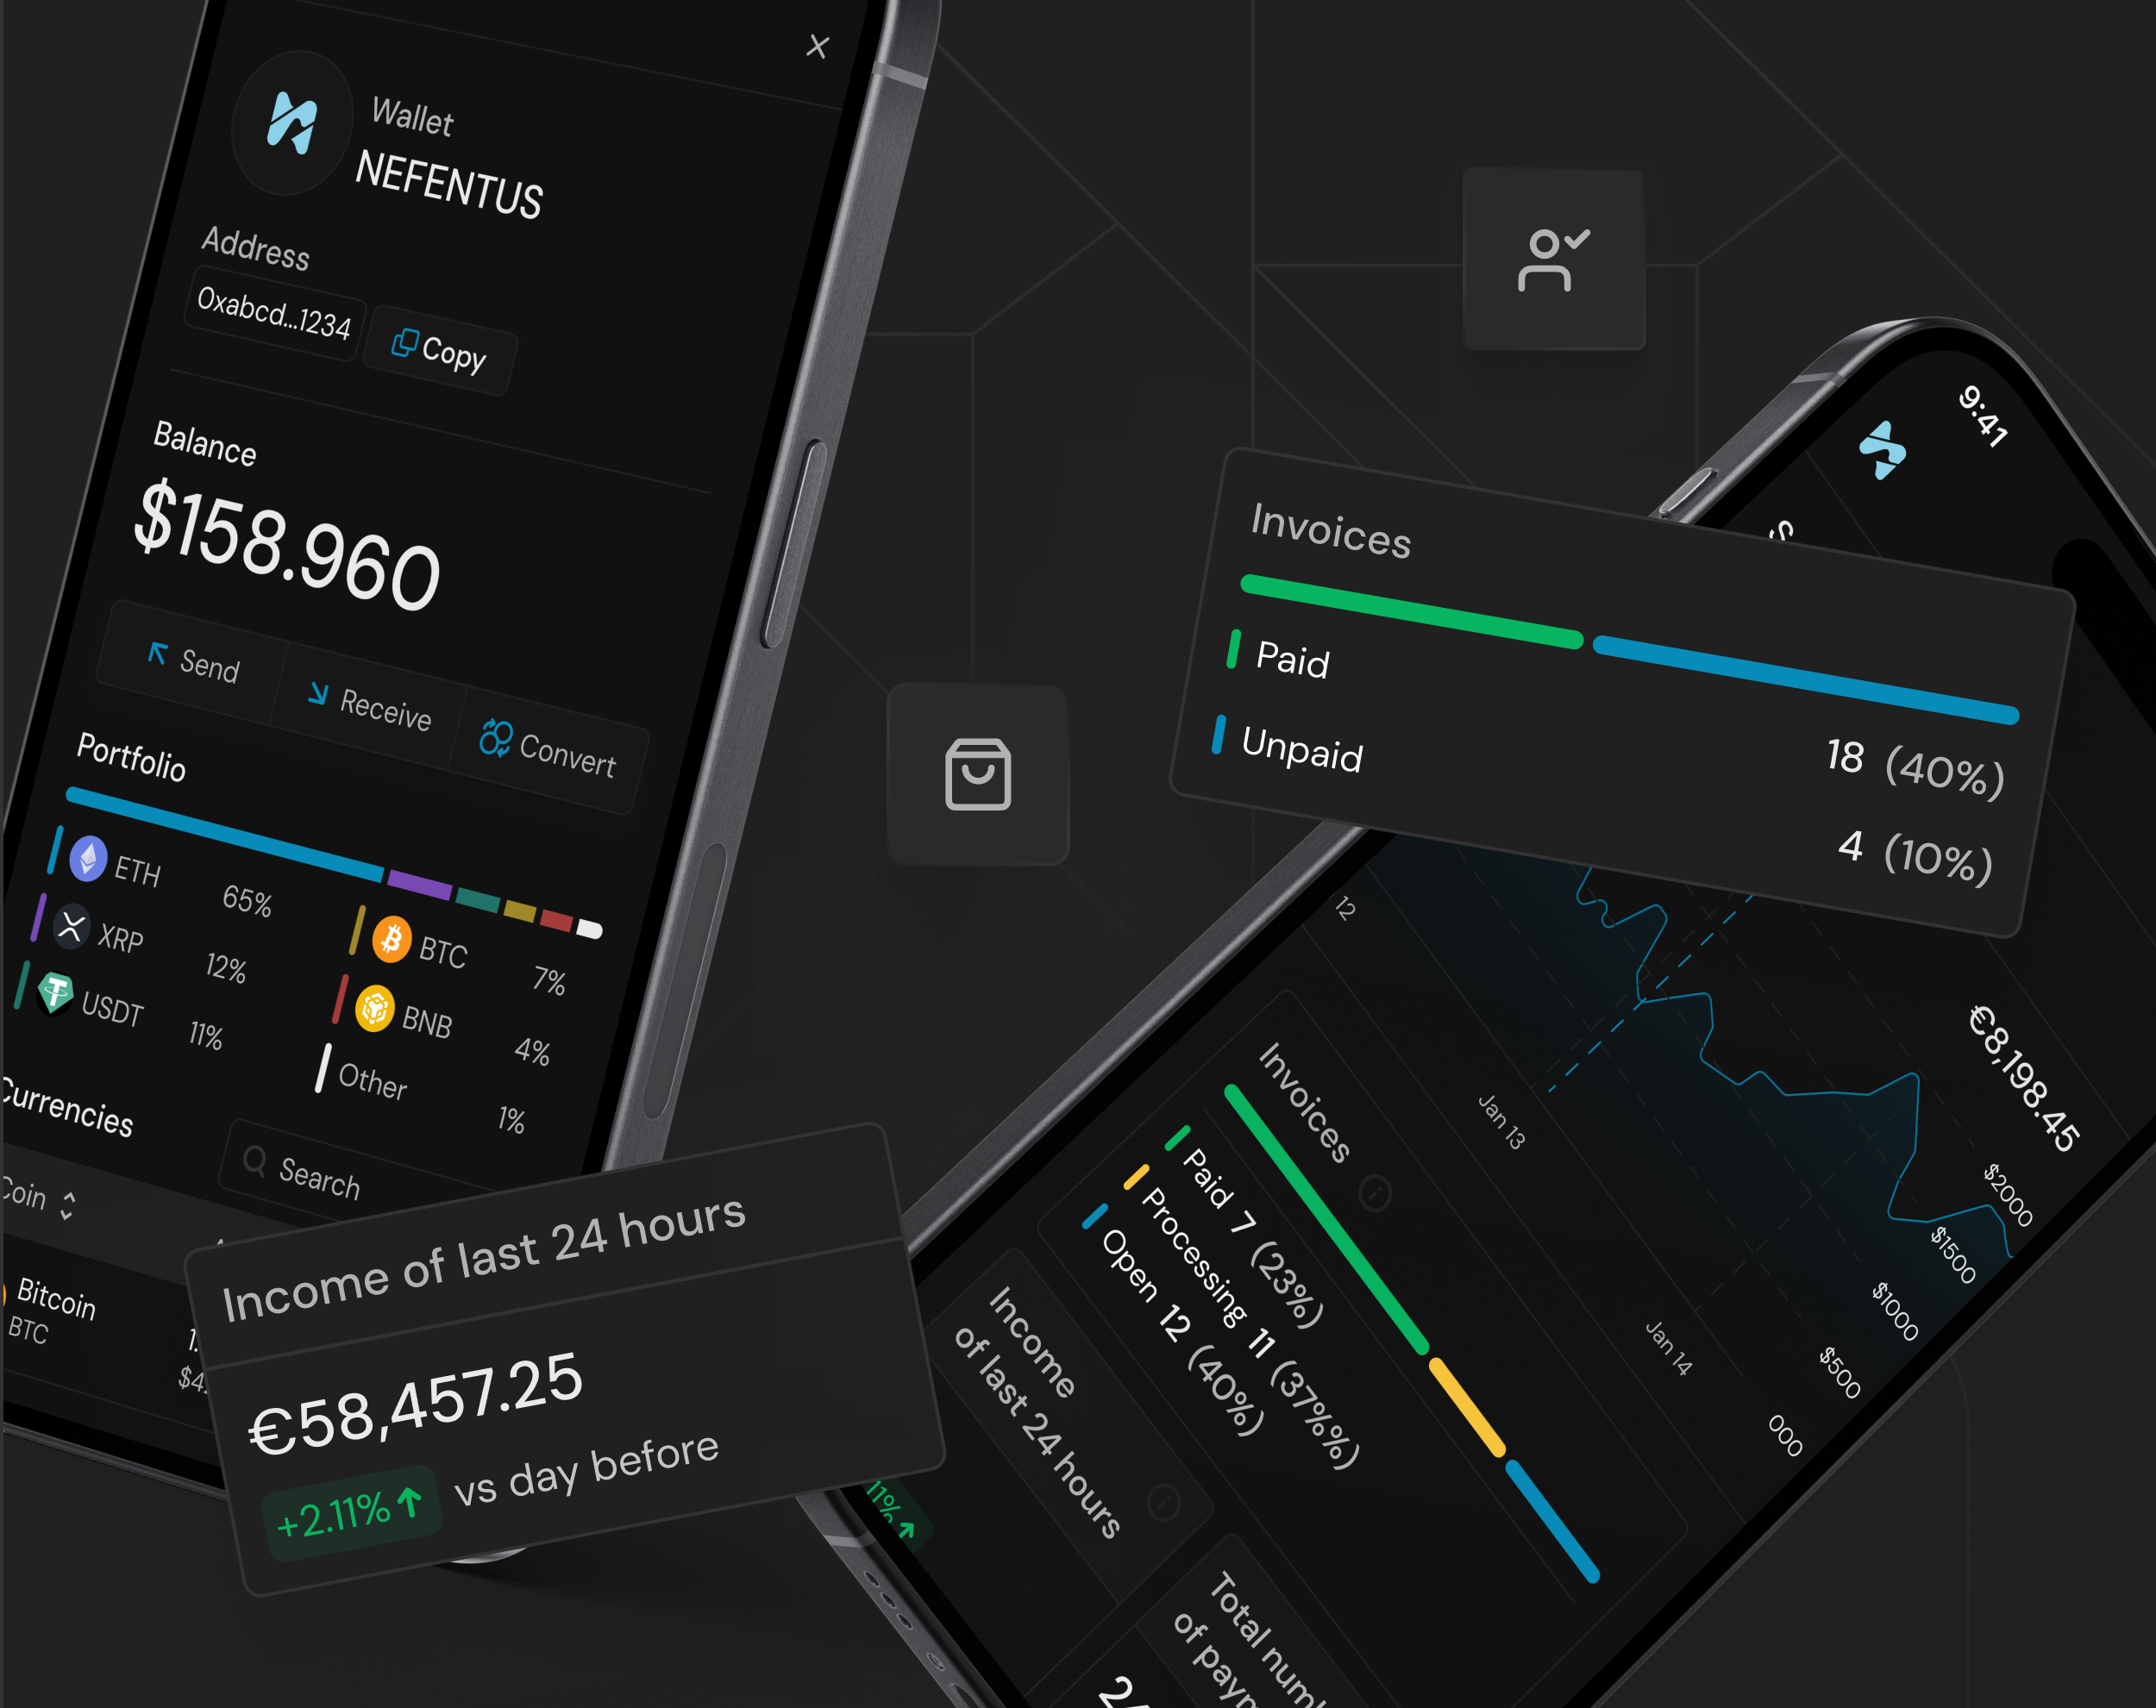 Wallet
NEFENTUS
Address
0xabcd...1234
Copy
Balance
$158.960
Send
Receive
Convert
Portfolio
ETH 65%
XRP 12%
USDT 11%
BTC 7%
BNB 4%
Other 1%
Currencies
Search
Coin
Bitcoin
BTC
Income of last 24 hours
€58,457.25
+2.11% vs day before
Invoices
Paid 18 (40%)
Unpaid 4 (10%)
9:41
€8,198.45
$2000
$1500
$1000
$500
000
12
Jan 13
Jan 14
Invoices
Paid 7 (23%)
Processing 11 (37%%)
Open 12 (40%)
Income
of last 24 hours
11%
Total num
of paym